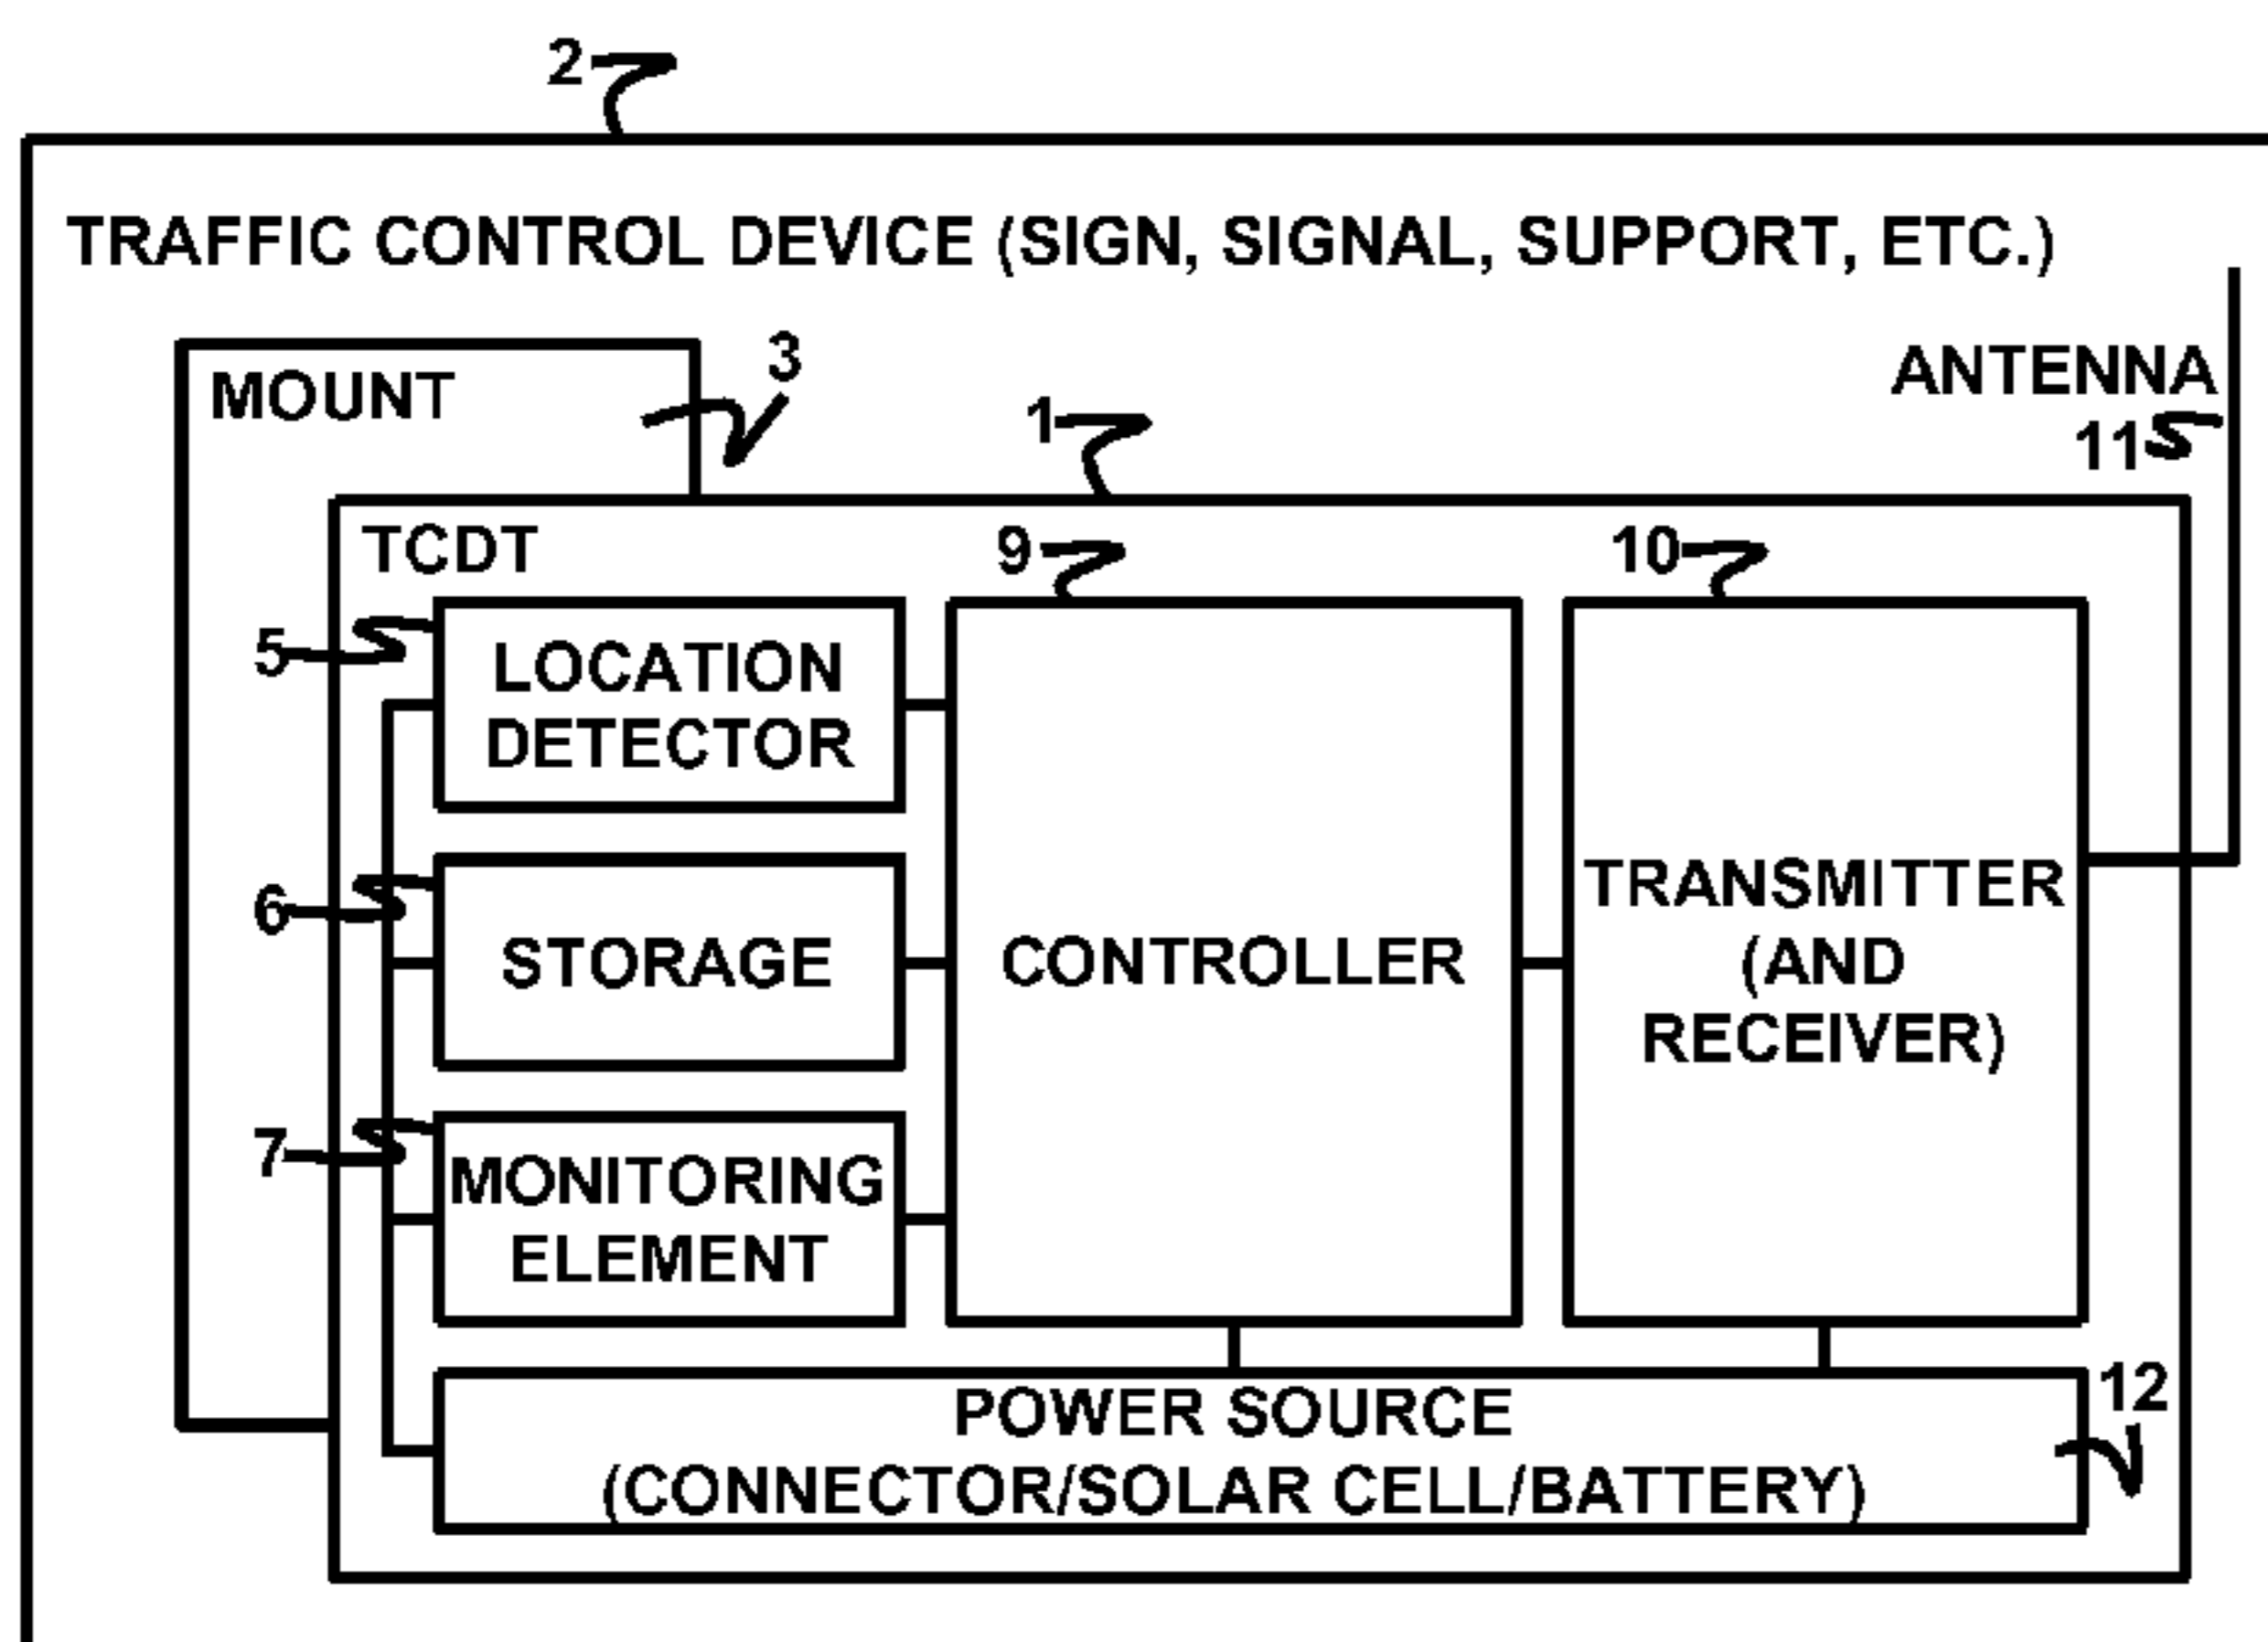 2
TRAFFIC CONTROL DEVICE (SIGN, SIGNAL, SUPPORT, ETC.)
3
MOUNT
ANTENNA
1
11
TCDT
9
10
5
LOCATION
DETECTOR
6
STORAGE
CONTROLLER
TRANSMITTER
(AND
RECEIVER)
7
MONITORING
ELEMENT
12
POWER SOURCE
(CONNECTOR/SOLAR CELL/BATTERY)